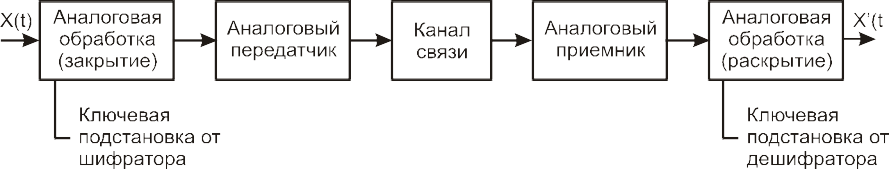 X(t)
Аналоговая
обработка
(закрытие)
Аналоговый
передатчик
Канал
связи
Аналоговый
приемник
Аналоговая
обработка
(раскрытие)
X'(t
Ключевая
подстановка от
шифратора
Ключевая
подстановка от
дешифратора